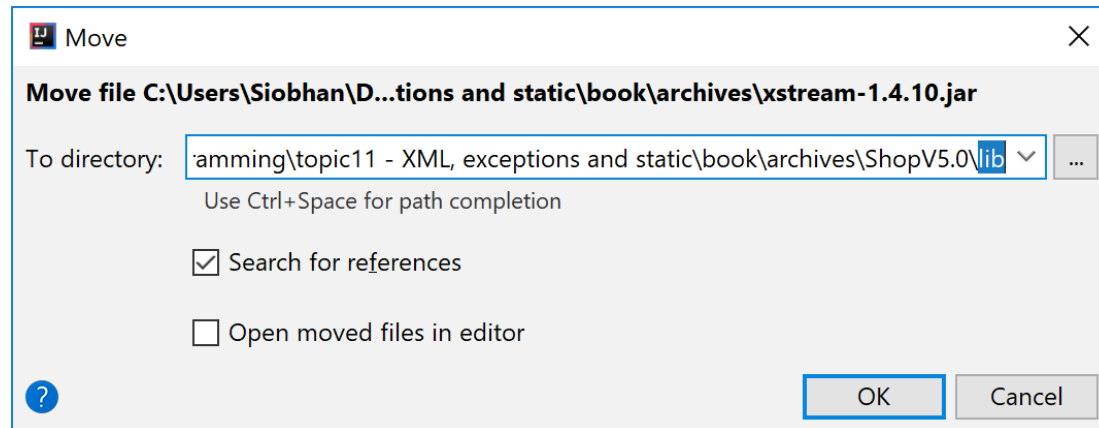 IJ Move
Move file C:\Users\Siobhan\D...tions and static\book\archives\xstream-1.4.10.jar
To directory: amming\topic11 - XML, exceptions and static\book\archives\ShopV5.0\lib ...
Use Ctrl+Space for path completion
Search for references
Open moved files in editor
? OK Cancel